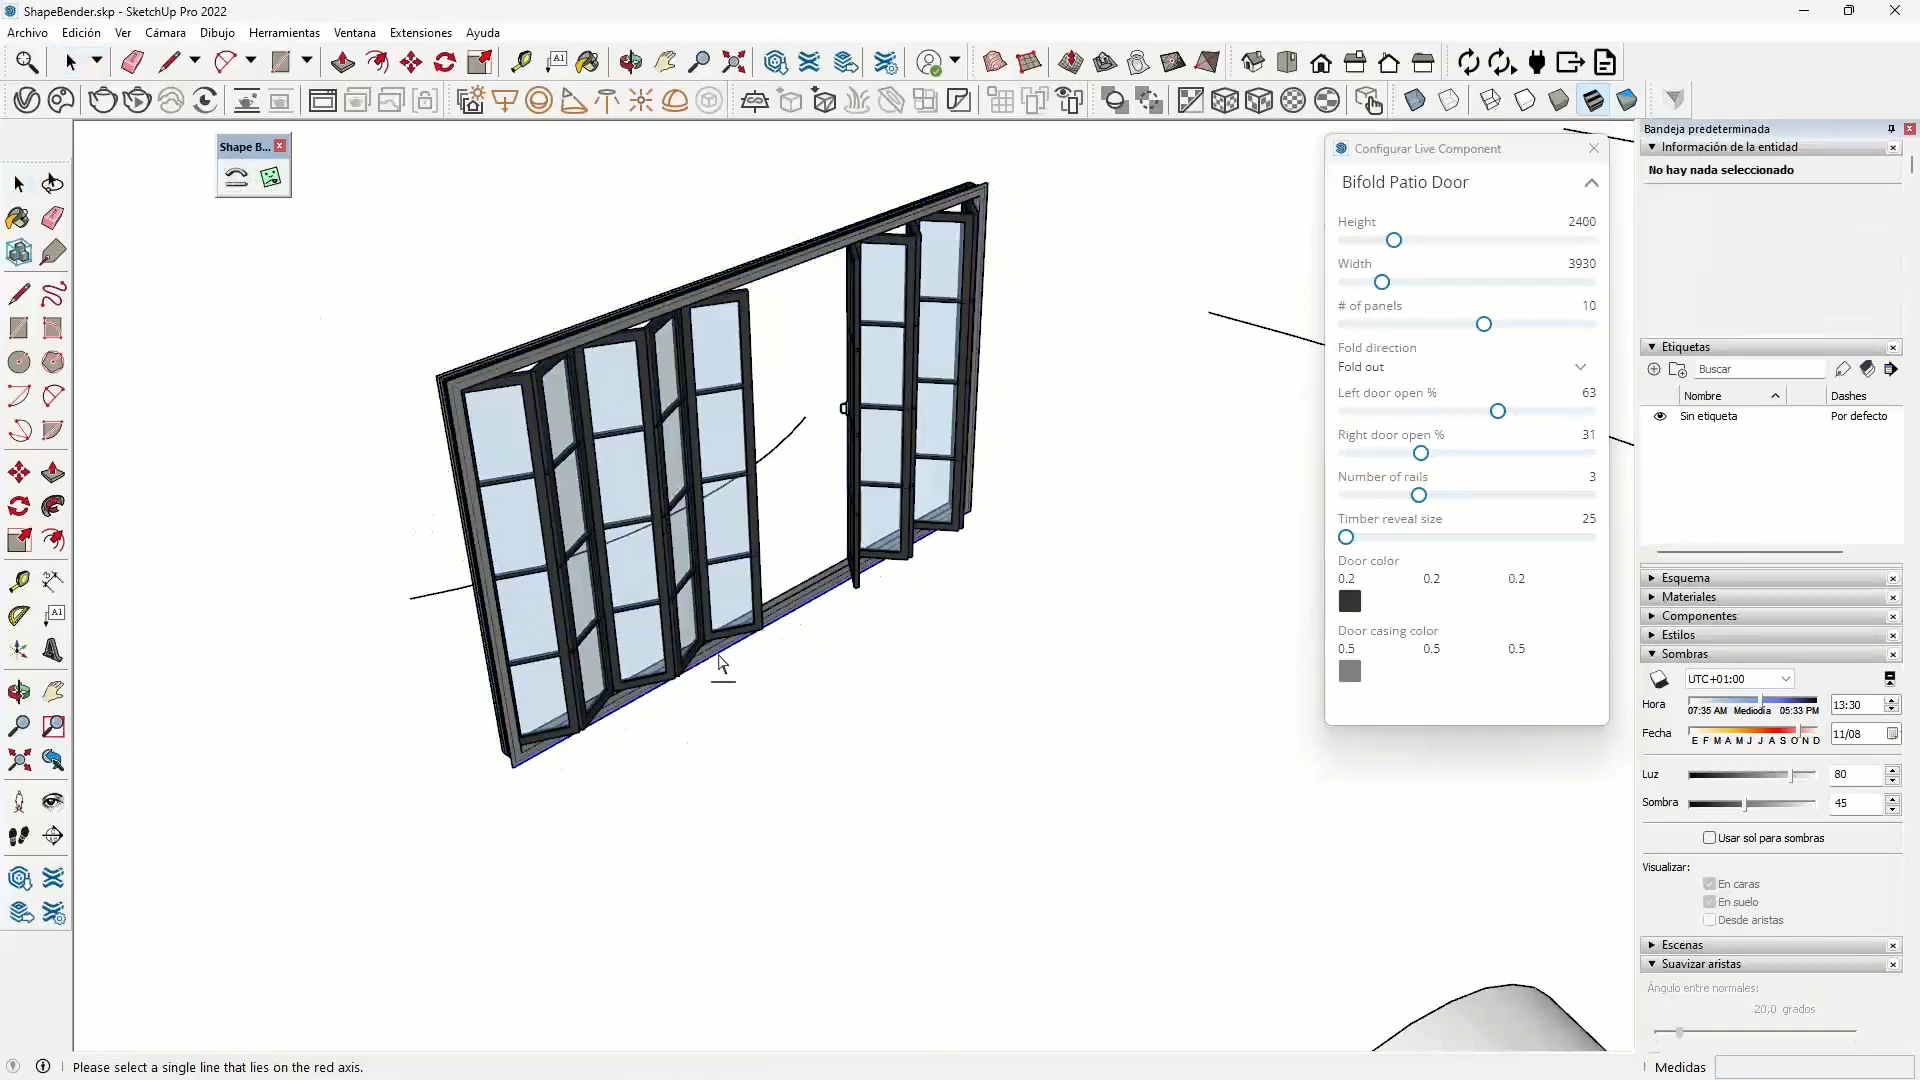 ShapeBender.skp - SketchUp Pro 2022
Archivo Edición Ver Cámara Dibujo Herramientas Ventana Extensiones Ayuda
A1
Shape B...
A1
Configurar Live Component
Bifold Patio Door
Height 2400
Width 3930
# of panels 10
Fold direction
Fold out
Left door open % 63
Right door open % 31
Number of rails 3
Timber reveal size 25
Door color
0.2 0.2 0.2
Door casing color
0.5 0.5 0.5
Bandeja predeterminada
Información de la entidad
No hay nada seleccionado
Etiquetas
Buscar
Nombre Dashes
Sin etiqueta Por defecto
Esquema
Materiales
Componentes
Estilos
Sombras
UTC+01:00
Hora 07:35 AM Mediodía 05:33 PM 13:30
Fecha E F M A M J J A S O N D 11/08
Luz 80
Sombra 45
Usar sol para sombras
Visualizar:
En caras
En suelo
Desde aristas
Escenas
Suavizar aristas
Ángulo entre normales:
20,0 grados
Please select a single line that lies on the red axis.
Medidas